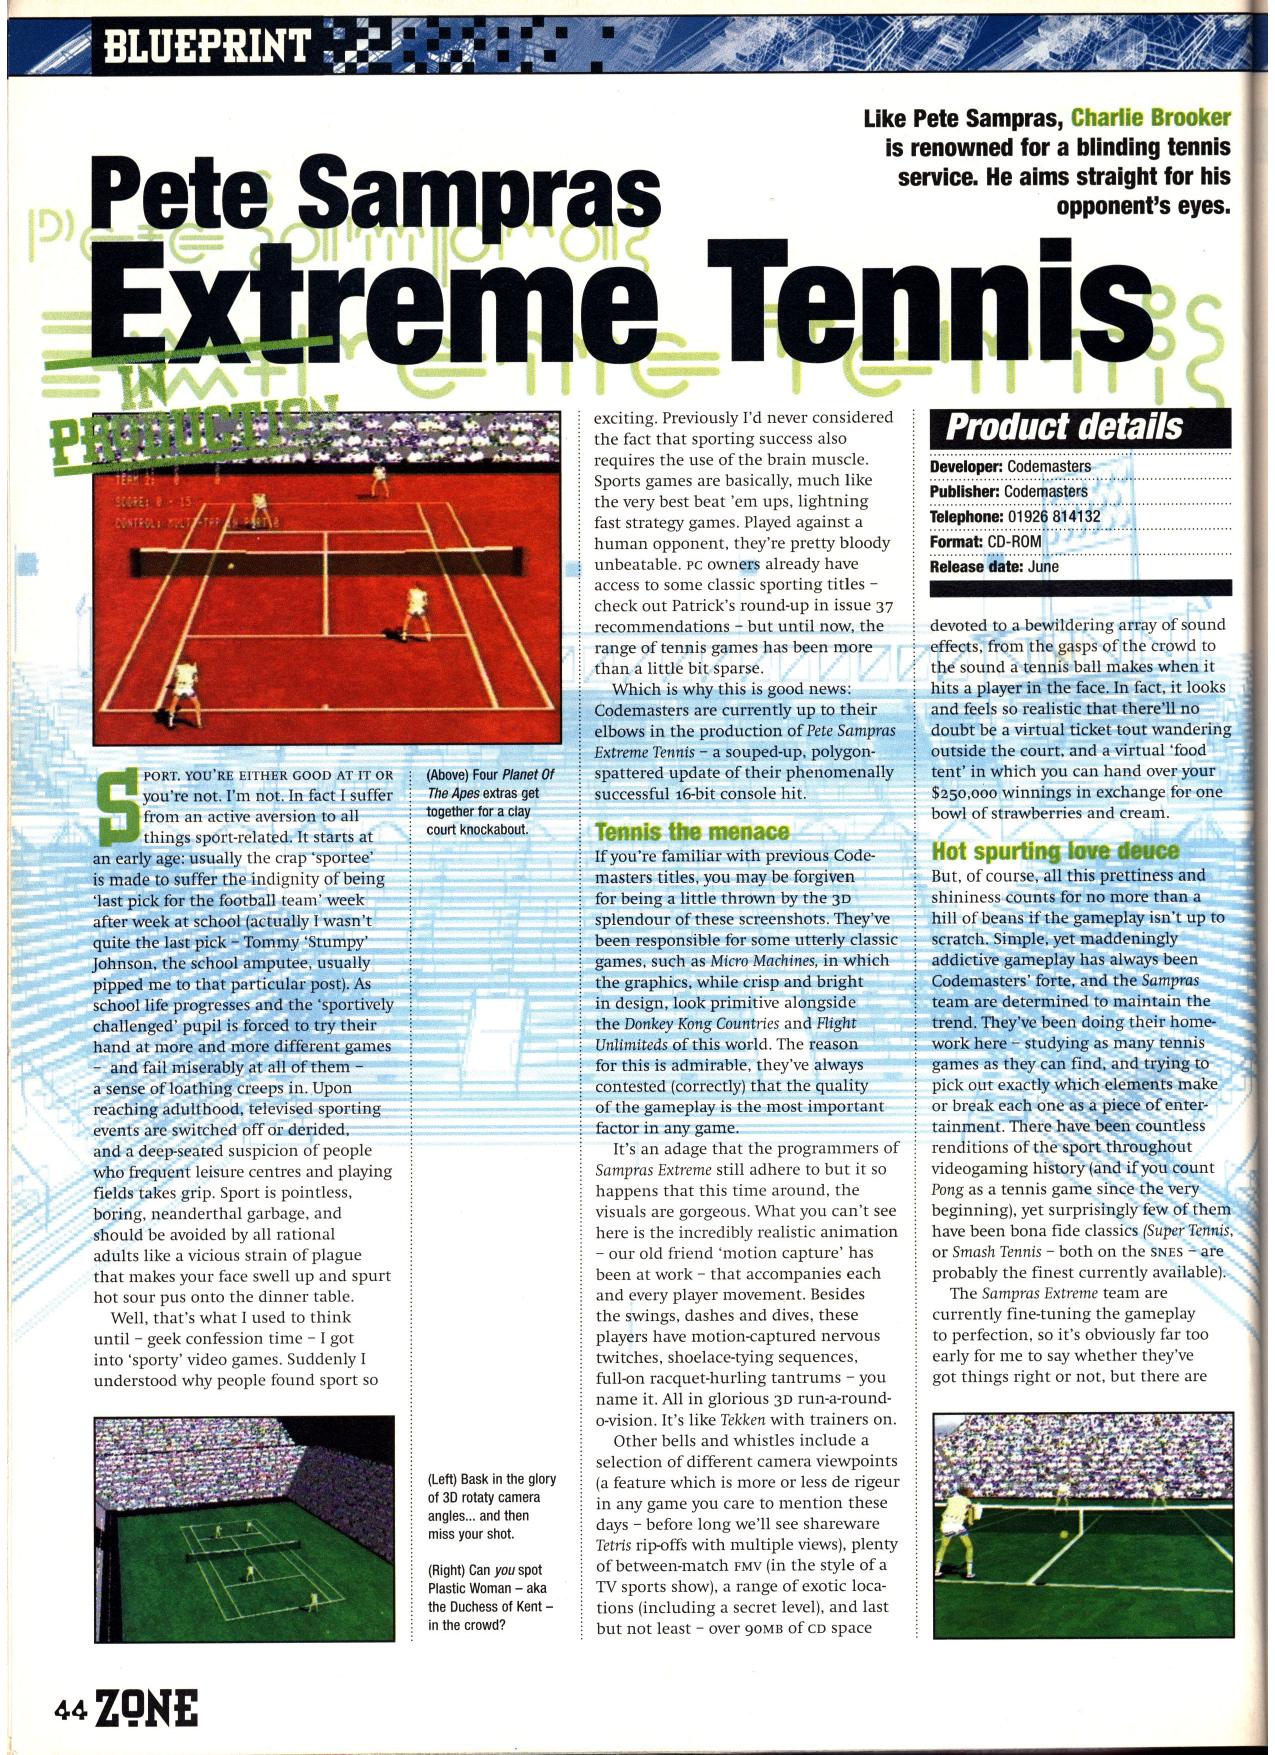 BLUEPRINT
Like Pete Sampras, Charlie Brooker
is renowned for a blinding tennis
service. He aims straight for his
opponent's eyes.
Pete Sampras
Extreme Tennis
IN
PRODUCTION
TEAM 2: 0 0
SCORE: 0 - 15
SPORT. YOU'RE EITHER GOOD AT IT OR
you're not. I'm not. In fact I suffer
from an active aversion to all
things sport-related. It starts at
an early age: usually the crap 'sportee'
is made to suffer the indignity of being
'last pick for the football team' week
after week at school (actually I wasn't
quite the last pick – Tommy 'Stumpy'
Johnson, the school amputee, usually
pipped me to that particular post). As
school life progresses and the 'sportively
challenged' pupil is forced to try their
hand at more and more different games
– and fail miserably at all of them –
a sense of loathing creeps in. Upon
reaching adulthood, televised sporting
events are switched off or derided,
and a deep-seated suspicion of people
who frequent leisure centres and playing
fields takes grip. Sport is pointless,
boring, neanderthal garbage, and
should be avoided by all rational
adults like a vicious strain of plague
that makes your face swell up and spurt
hot sour pus onto the dinner table.
Well, that's what I used to think
until – geek confession time – I got
into 'sporty' video games. Suddenly I
understood why people found sport so
(Above) Four Planet Of
The Apes extras get
together for a clay
court knockabout.
(Left) Bask in the glory
of 3D rotaty camera
angles... and then
miss your shot.
(Right) Can you spot
Plastic Woman – aka
the Duchess of Kent –
in the crowd?
exciting. Previously I'd never considered
the fact that sporting success also
requires the use of the brain muscle.
Sports games are basically, much like
the very best beat 'em ups, lightning
fast strategy games. Played against a
human opponent, they're pretty bloody
unbeatable. PC owners already have
access to some classic sporting titles –
check out Patrick's round-up in issue 37
recommendations – but until now, the
range of tennis games has been more
than a little bit sparse.
Which is why this is good news:
Codemasters are currently up to their
elbows in the production of Pete Sampras
Extreme Tennis – a souped-up, polygon-
spattered update of their phenomenally
successful 16-bit console hit.
Tennis the menace
If you're familiar with previous Code-
masters titles, you may be forgiven
for being a little thrown by the 3D
splendour of these screenshots. They've
been responsible for some utterly classic
games, such as Micro Machines, in which
the graphics, while crisp and bright
in design, look primitive alongside
the Donkey Kong Countries and Flight
Unlimiteds of this world. The reason
for this is admirable, they've always
contested (correctly) that the quality
of the gameplay is the most important
factor in any game.
It's an adage that the programmers of
Sampras Extreme still adhere to but it so
happens that this time around, the
visuals are gorgeous. What you can't see
here is the incredibly realistic animation
– our old friend 'motion capture' has
been at work – that accompanies each
and every player movement. Besides
the swings, dashes and dives, these
players have motion-captured nervous
twitches, shoelace-tying sequences,
full-on racquet-hurling tantrums – you
name it. All in glorious 3D run-a-round-
o-vision. It's like Tekken with trainers on.
Other bells and whistles include a
selection of different camera viewpoints
(a feature which is more or less de rigeur
in any game you care to mention these
days – before long we'll see shareware
Tetris rip-offs with multiple views), plenty
of between-match FMV (in the style of a
TV sports show), a range of exotic loca-
tions (including a secret level), and last
but not least – over 90MB of CD space
Product details
Developer: Codemasters
Publisher: Codemasters
Telephone: 01926 814132
Format: CD-ROM
Release date: June
devoted to a bewildering array of sound
effects, from the gasps of the crowd to
the sound a tennis ball makes when it
hits a player in the face. In fact, it looks
and feels so realistic that there'll no
doubt be a virtual ticket tout wandering
outside the court, and a virtual 'food
tent' in which you can hand over your
$250,000 winnings in exchange for one
bowl of strawberries and cream.
Hot spurting love deuce
But, of course, all this prettiness and
shininess counts for no more than a
hill of beans if the gameplay isn't up to
scratch. Simple, yet maddeningly
addictive gameplay has always been
Codemasters' forte, and the Sampras
team are determined to maintain the
trend. They've been doing their home-
work here – studying as many tennis
games as they can find, and trying to
pick out exactly which elements make
or break each one as a piece of enter-
tainment. There have been countless
renditions of the sport throughout
videogaming history (and if you count
Pong as a tennis game since the very
beginning), yet surprisingly few of them
have been bona fide classics (Super Tennis,
or Smash Tennis – both on the SNES – are
probably the finest currently available).
The Sampras Extreme team are
currently fine-tuning the gameplay
to perfection, so it's obviously far too
early for me to say whether they've
got things right or not, but there are
44 ZONE